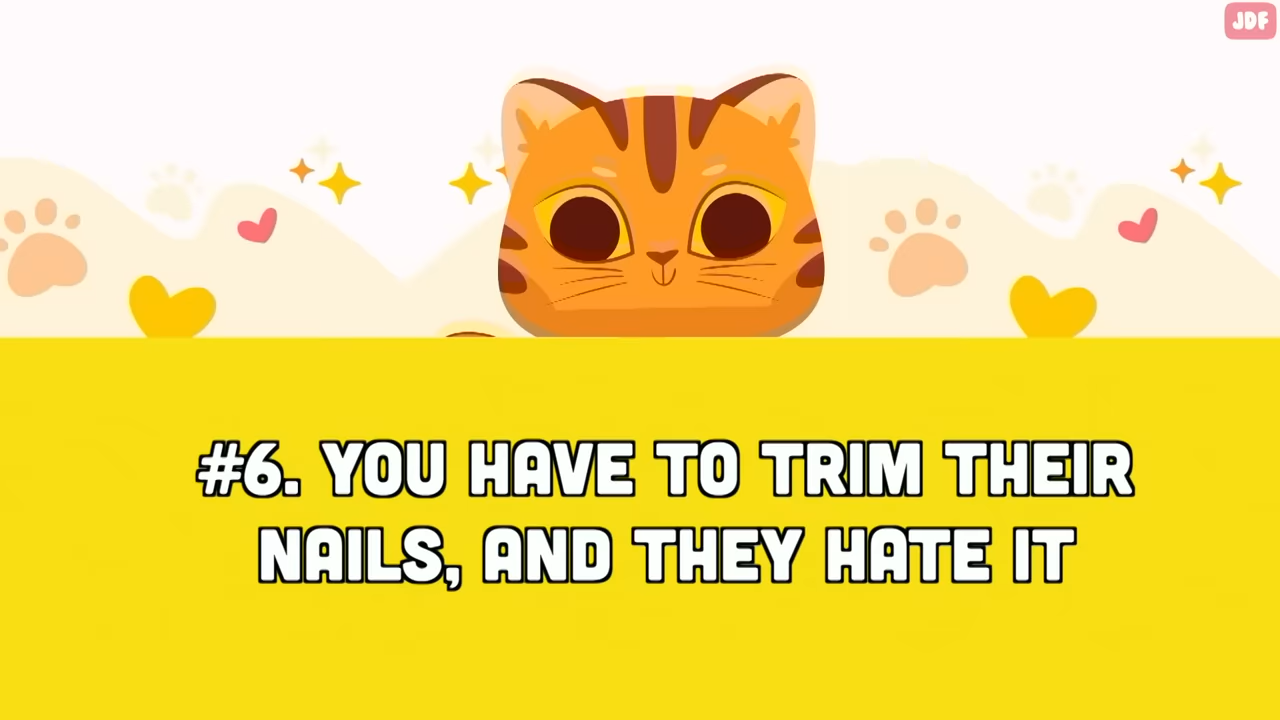 JDF
#6. YOU HAVE TO TRIM THEIR
NAILS, AND THEY HATE IT